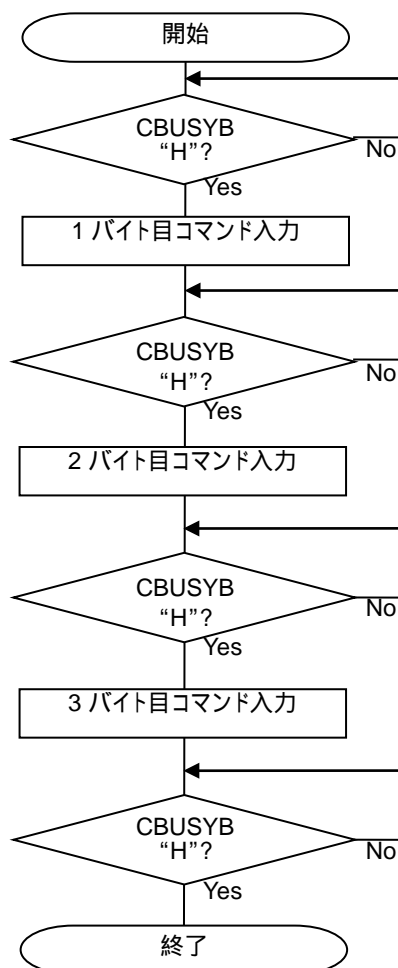 開始
CBUSYB
“H”?
No
Yes
1 バイト目コマンド入力
CBUSYB
“H”?
No
Yes
2 バイト目コマンド入力
CBUSYB
“H”?
No
Yes
3 バイト目コマンド入力
CBUSYB
“H”?
No
Yes
終了